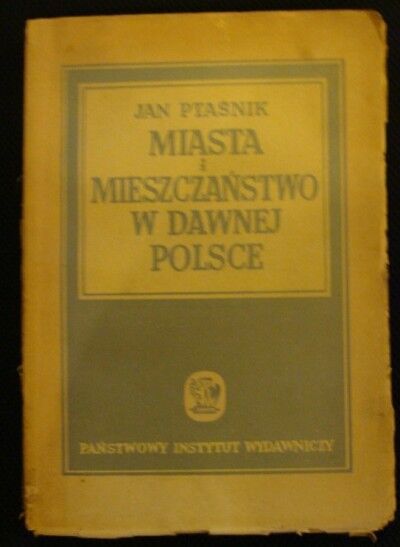 JAN PTAŚNIK
MIASTA
i
MIESZCZAŃSTWO
W DAWNEJ
POLSCE
PAŃSTWOWY INSTYTUT WYDAWNICZY